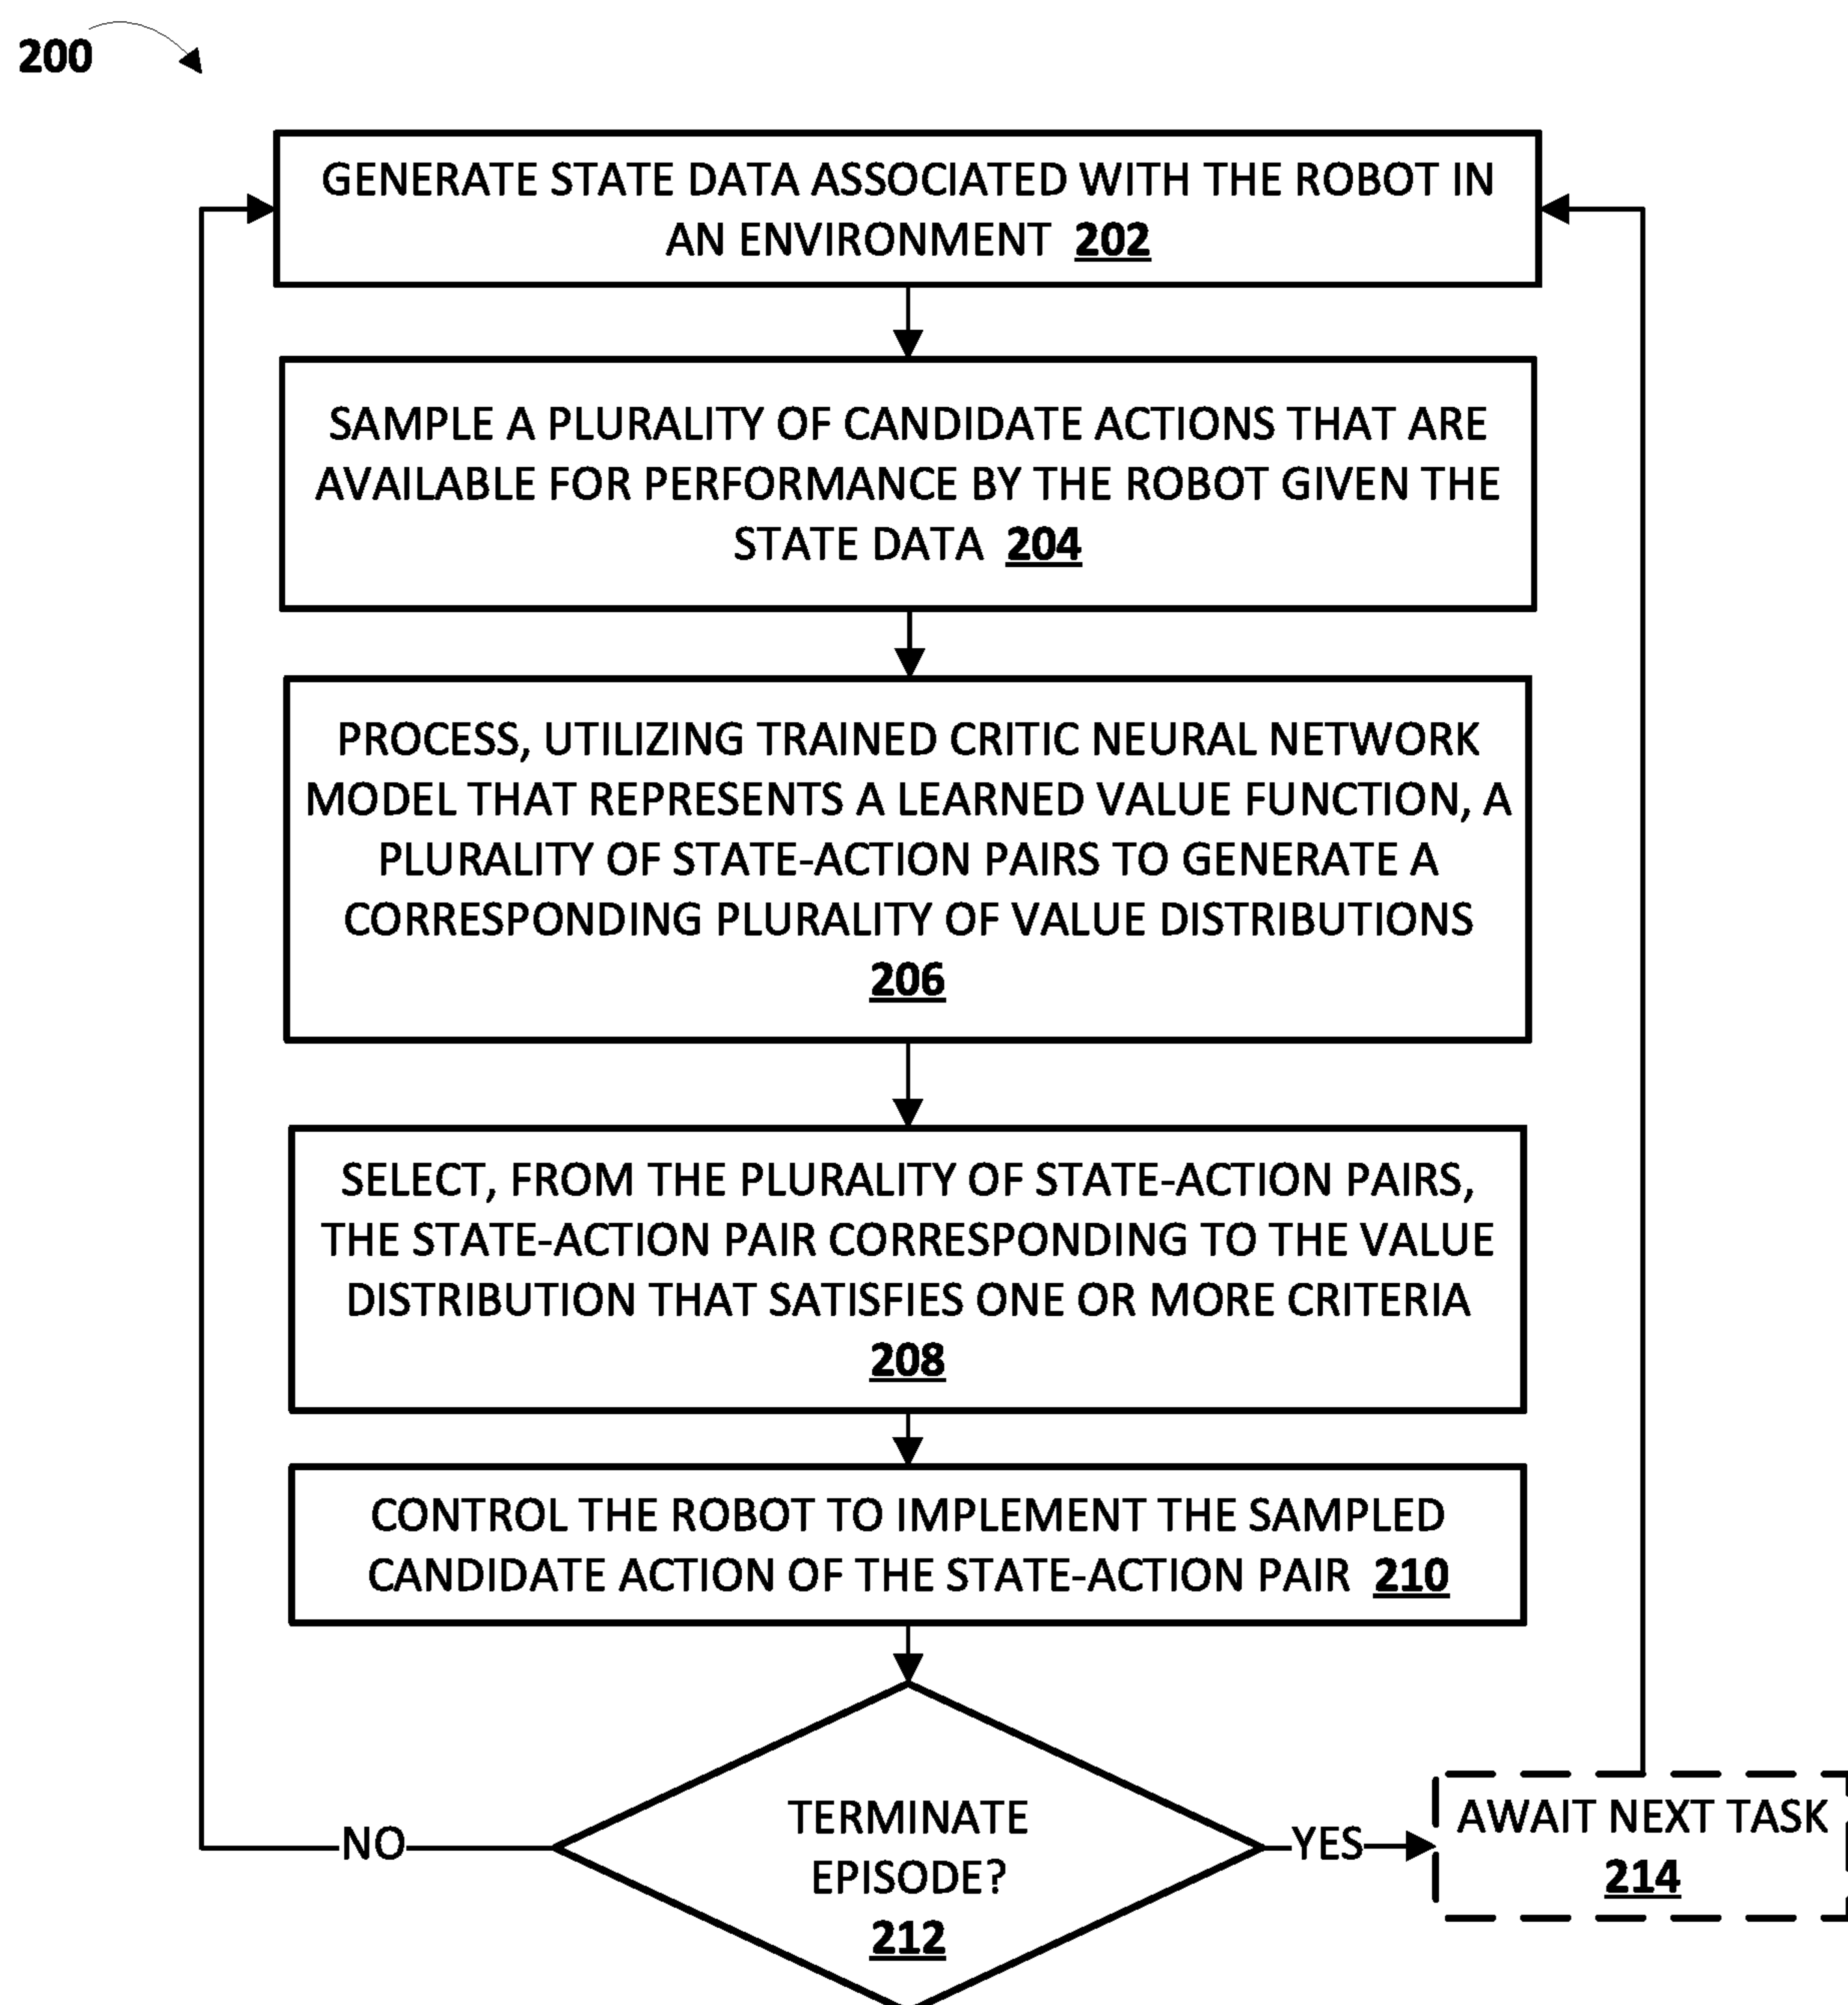 200
GENERATE STATE DATA ASSOCIATED WITH THE ROBOT IN
AN ENVIRONMENT 202
SAMPLE A PLURALITY OF CANDIDATE ACTIONS THAT ARE
AVAILABLE FOR PERFORMANCE BY THE ROBOT GIVEN THE
STATE DATA 204
PROCESS, UTILIZING TRAINED CRITIC NEURAL NETWORK
MODEL THAT REPRESENTS A LEARNED VALUE FUNCTION, A
PLURALITY OF STATE-ACTION PAIRS TO GENERATE A
CORRESPONDING PLURALITY OF VALUE DISTRIBUTIONS
206
SELECT, FROM THE PLURALITY OF STATE-ACTION PAIRS,
THE STATE-ACTION PAIR CORRESPONDING TO THE VALUE
DISTRIBUTION THAT SATISFIES ONE OR MORE CRITERIA
208
CONTROL THE ROBOT TO IMPLEMENT THE SAMPLED
CANDIDATE ACTION OF THE STATE-ACTION PAIR 210
TERMINATE
EPISODE?
212
NO
YES
AWAIT NEXT TASK
214